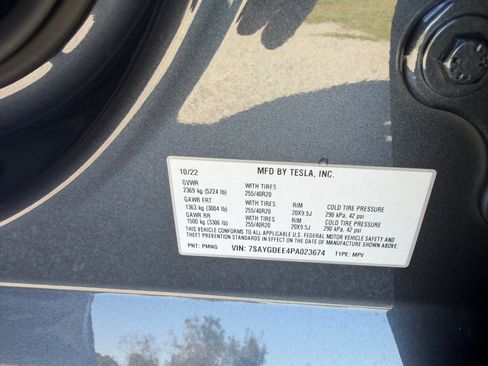 10/22 MFD BY TESLA, INC.
GVWR WITH TIRES
2369 kg (5224 lb) 255/40R20
GAWR FRT WITH TIRES RIM COLD TIRE PRESSURE
1363 kg (3004 lb) 255/40R20 20X9.5J 290 kPa, 42 psi
GAWR RR WITH TIRES RIM COLD TIRE PRESSURE
1500 kg (3306 lb) 255/40R20 20X9.5J 290 kPa, 42 psi
THIS VEHICLE CONFORMS TO ALL APPLICABLE U.S. FEDERAL MOTOR VEHICLE SAFETY AND
THEFT PREVENTION STANDARDS IN EFFECT ON THE DATE OF MANUFACTURE SHOWN ABOVE.
PNT: PMNG VIN: 7SAYGDEE4PA023674 TYPE: MPV